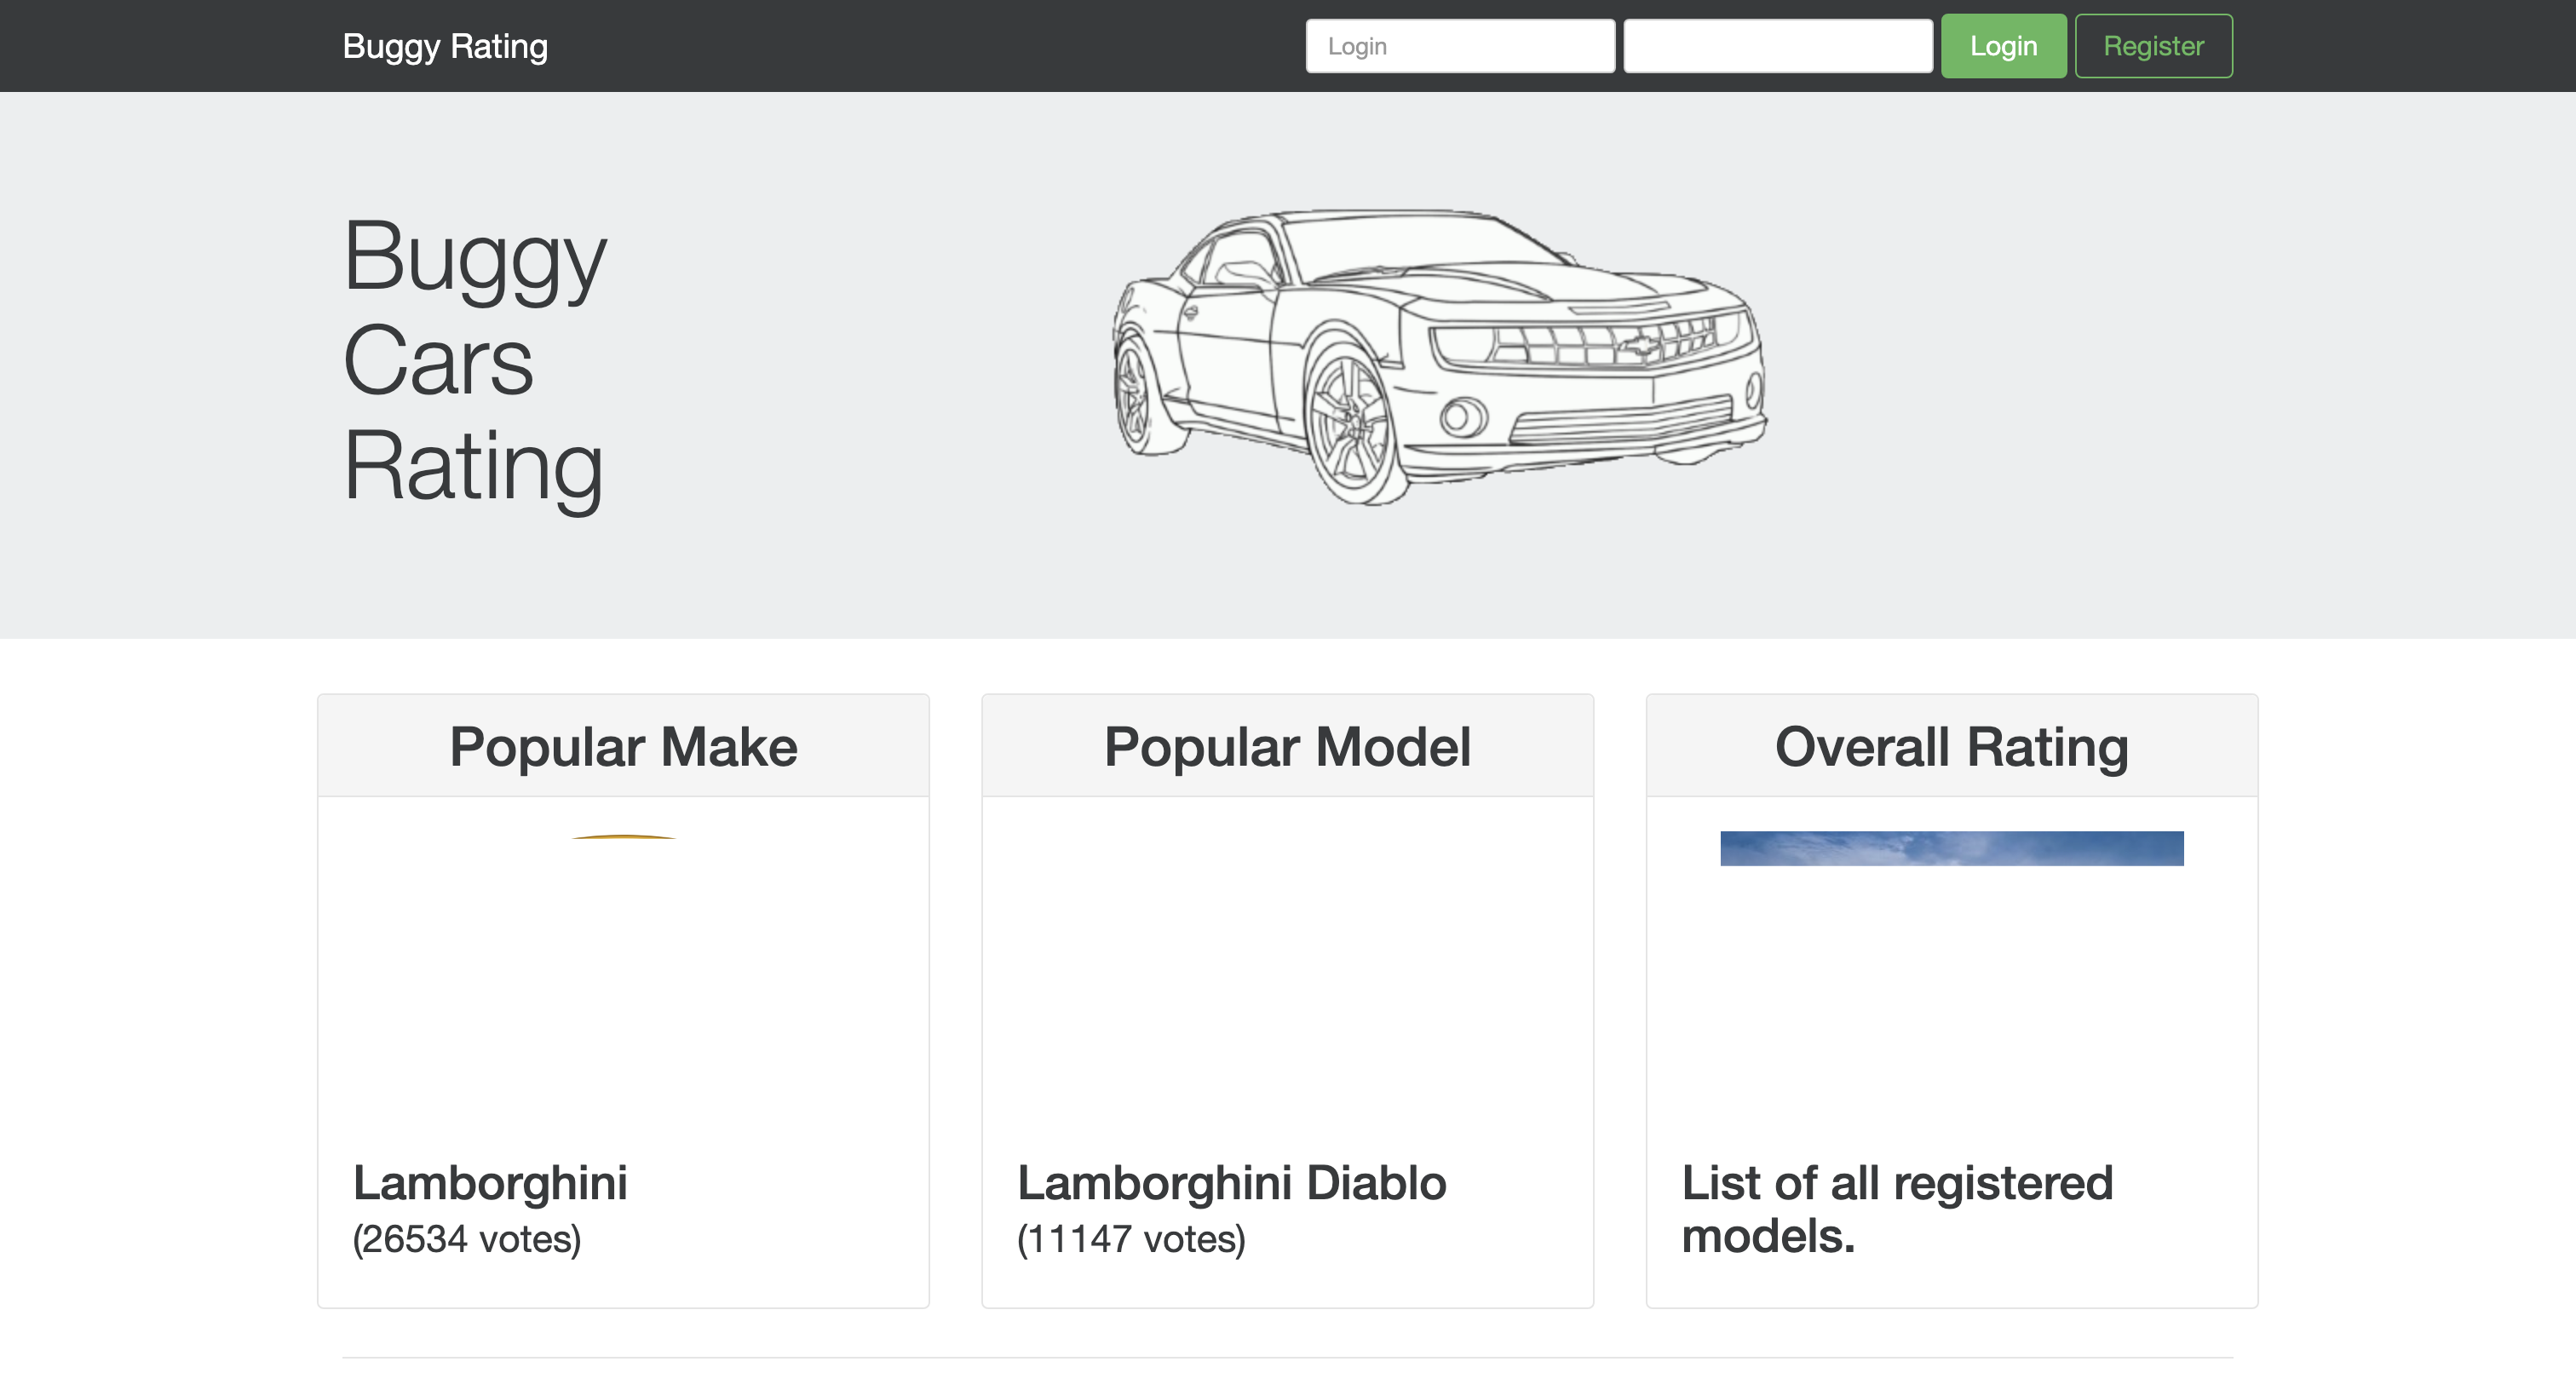 Buggy Rating
Login
Login
Register
Buggy
Cars
Rating
Popular Make
Popular Model
Overall Rating
Lamborghini
(26534 votes)
Lamborghini Diablo
(11147 votes)
List of all registered
models.